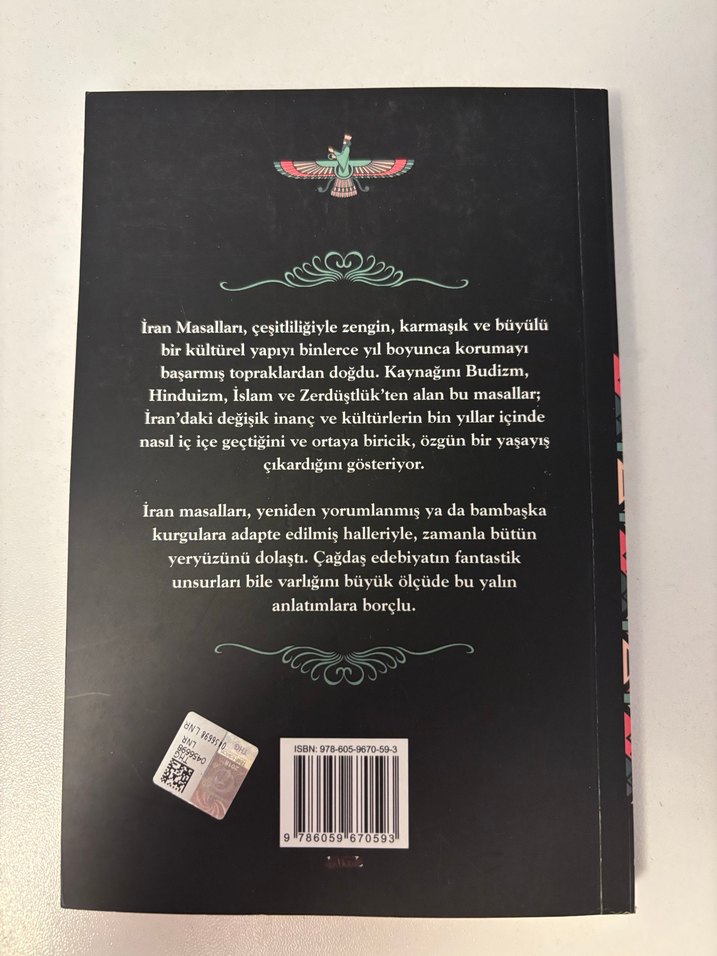 İran Masalları, çeşitliliğiyle zengin, karmaşık ve büyülü
bir kültürel yapıyı binlerce yıl boyunca korumayı
başarmış topraklardan doğdu. Kaynağını Budizm,
Hinduizm, İslam ve Zerdüştlük’ten alan bu masallar;
İran’daki değişik inanç ve kültürlerin bin yıllar içinde
nasıl iç içe geçtiğini ve ortaya biricik, özgün bir yaşayış
çıkardığını gösteriyor.
İran masalları, yeniden yorumlanmış ya da bambaşka
kurgulara adapte edilmiş halleriyle, zamanla bütün
yeryüzünü dolaştı. Çağdaş edebiyatın fantastik
unsurları bile varlığını büyük ölçüde bu yalın
anlatımlara borçlu.
THG
0456698
LNR
ISBN: 978-605-9670-59-3
9 786059 670593